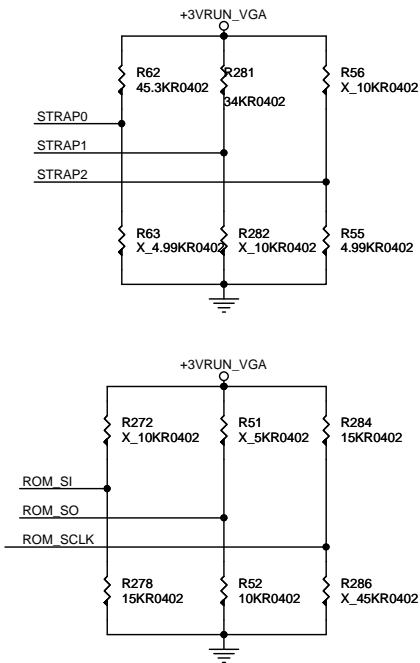 +3VRUN_VGA
R62
45.3KR0402
R281
34KR0402
R56
X_10KR0402
STRAP0
STRAP1
STRAP2
R63
X_4.99KR0402
R282
X_10KR0402
R55
4.99KR0402
+3VRUN_VGA
R272
X_10KR0402
R51
X_5KR0402
R284
15KR0402
ROM_SI
ROM_SO
ROM_SCLK
R278
15KR0402
R52
10KR0402
R286
X_45KR0402